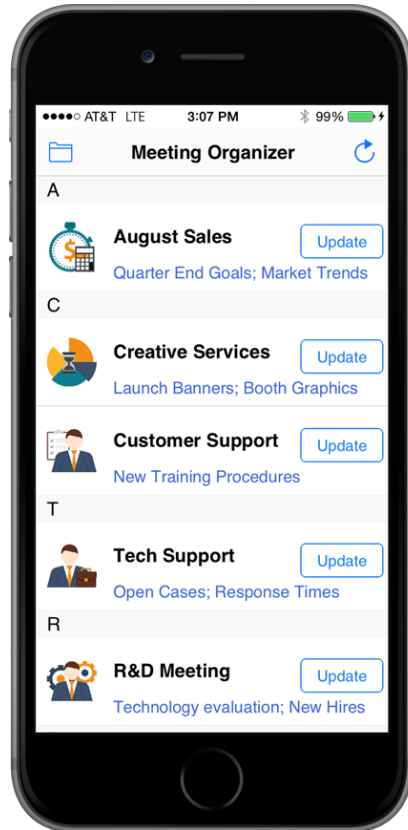 ●●●●○ AT&T LTE 3:07 PM 99%
Meeting Organizer
A
August Sales Update
Quarter End Goals; Market Trends
C
Creative Services Update
Launch Banners; Booth Graphics
Customer Support Update
New Training Procedures
T
Tech Support Update
Open Cases; Response Times
R
R&D Meeting Update
Technology evaluation; New Hires